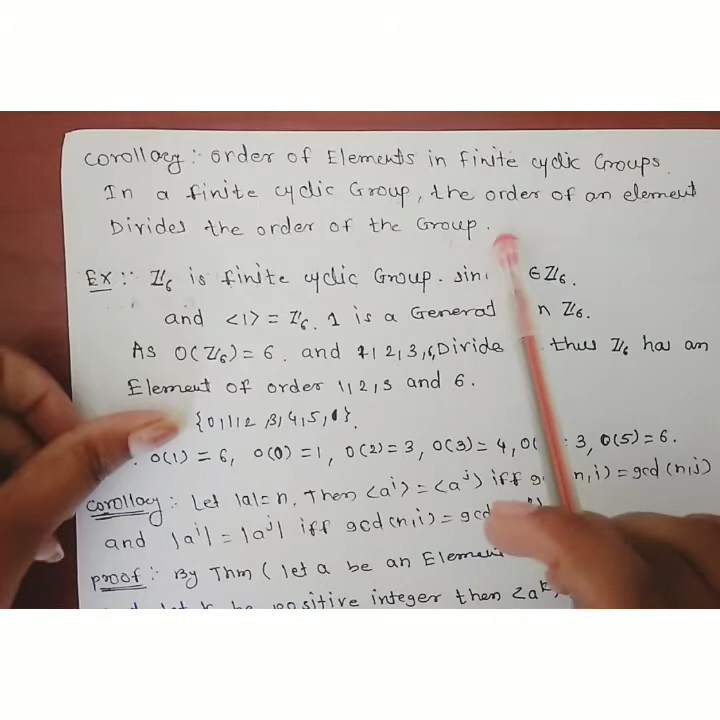 Corollary :- order of Elements in finite cyclic Groups.
In a finite cyclic Group, the order of an element
Divides the order of the Group.
Ex :- Z6 is finite cyclic Group. sin ∈ Z6.
and <1> = Z6. 1 is a Generat n Z6.
As O(Z6) = 6. and 1, 2, 3, 6, Divide thus Z6 has an
Element of order 1, 2, 3 and 6.
{0, 1, 2, 3, 4, 5, }.
O(1) = 6, O(0) = 1, O(2) = 3, O(3) = 4, O( 3, O(5) = 6.
Corollary :- Let |a| = n, Then <a^i> = <a^j> iff g n, i) = gcd (n, j)
and |a^i| = |a^j| iff gcd (n, i) = gcd
proof :- By Thm ( let a be an Element
positive integer then <a^k,